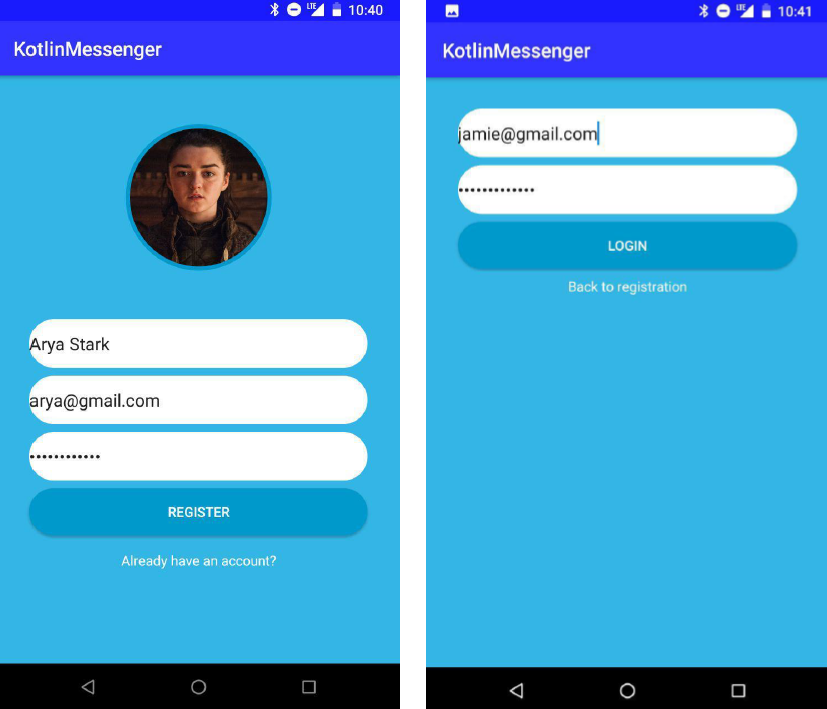 LTE 10:40
KotlinMessenger
Arya Stark
arya@gmail.com
••••••••••••
REGISTER
Already have an account?
LTE 10:41
KotlinMessenger
jamie@gmail.com
•••••••••••••
LOGIN
Back to registration